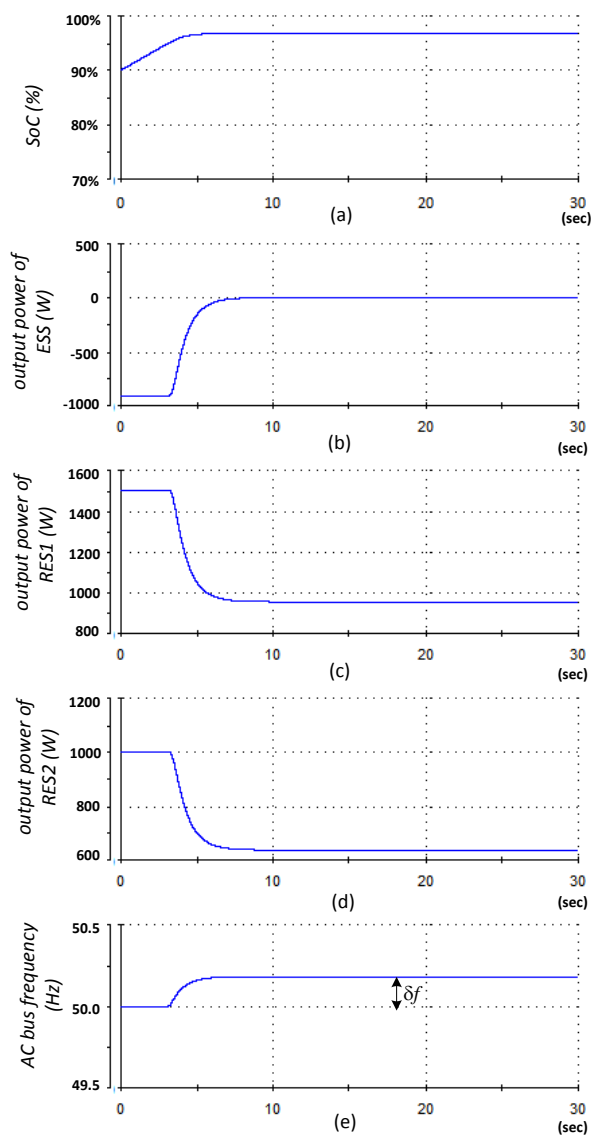 100%
90%
80%
70%
SoC (%)
0 10 20 30
(sec)
(a)
500
0
-500
-1000
output power of
ESS (W)
0 10 20 30
(sec)
(b)
1600
1400
1200
1000
800
output power of
RES1 (W)
0 10 20 30
(sec)
(c)
1200
1000
800
600
output power of
RES2 (W)
0 10 20 30
(sec)
(d)
50.5
50.0
49.5
AC bus frequency
(Hz)
δf
0 10 20 30
(sec)
(e)